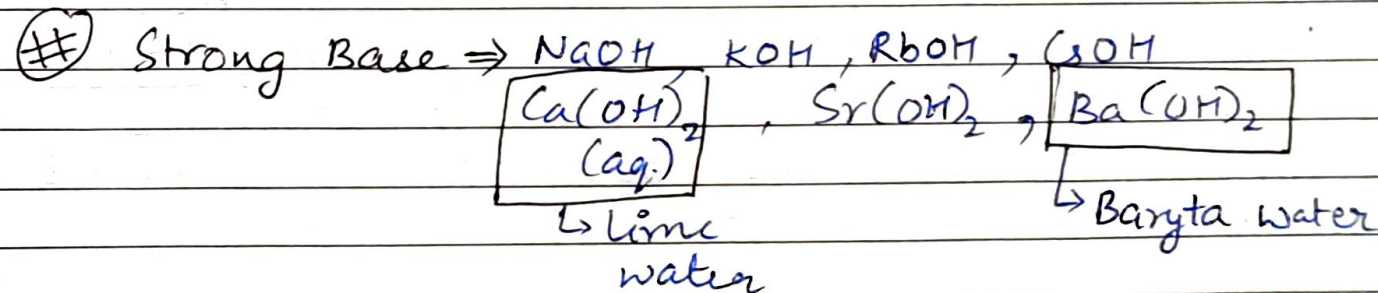 # Strong Base ⇒ NaOH, KOH, RbOH, CsOH
Ca(OH)₂, Sr(OH)₂, Ba(OH)₂
(aq.)
↳ Baryta water
↳ Lime
water